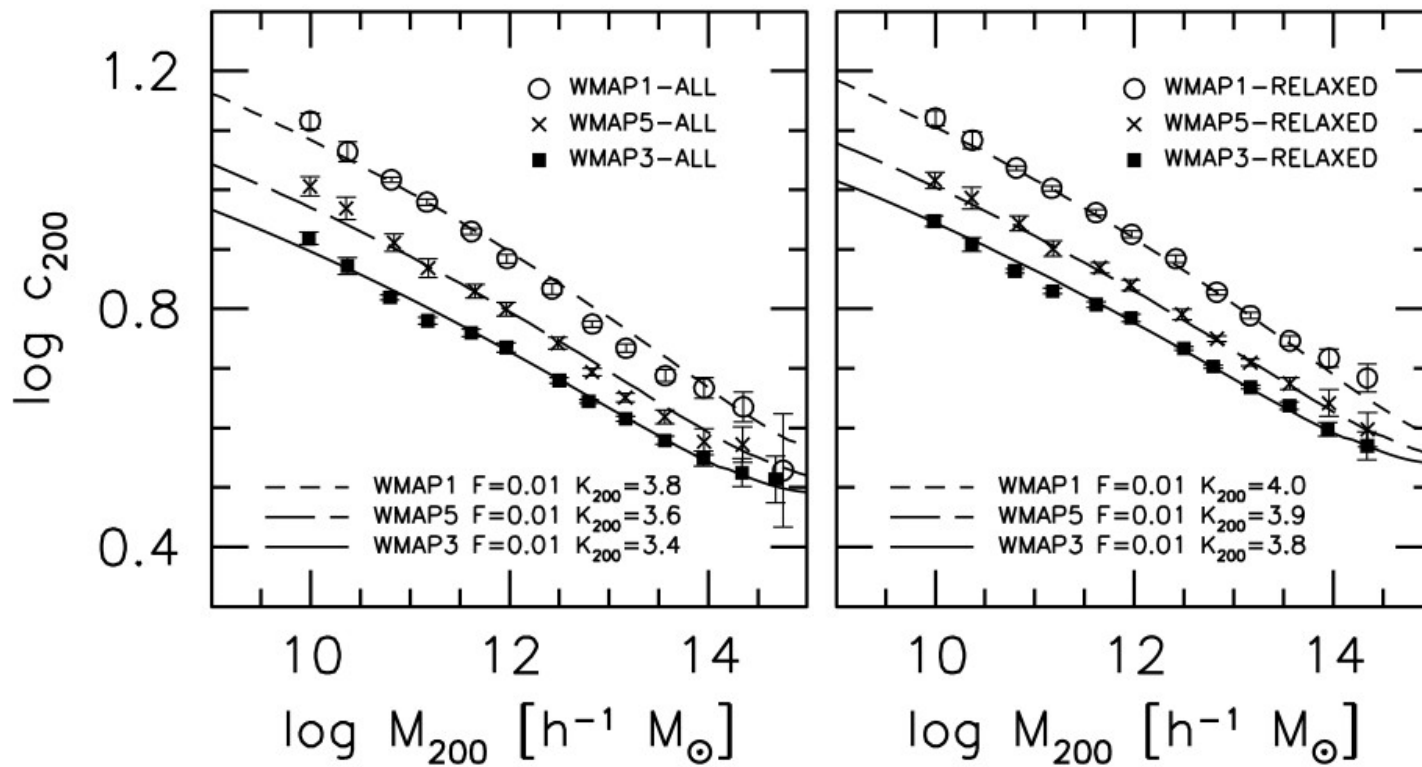 log c₂₀₀
1.2
0.8
0.4
WMAP1-ALL
WMAP5-ALL
WMAP3-ALL
WMAP1 F=0.01 K₂₀₀=3.8
WMAP5 F=0.01 K₂₀₀=3.6
WMAP3 F=0.01 K₂₀₀=3.4
10 12 14
log M₂₀₀ [h⁻¹ M⊙]
WMAP1-RELAXED
WMAP5-RELAXED
WMAP3-RELAXED
WMAP1 F=0.01 K₂₀₀=4.0
WMAP5 F=0.01 K₂₀₀=3.9
WMAP3 F=0.01 K₂₀₀=3.8
10 12 14
log M₂₀₀ [h⁻¹ M⊙]